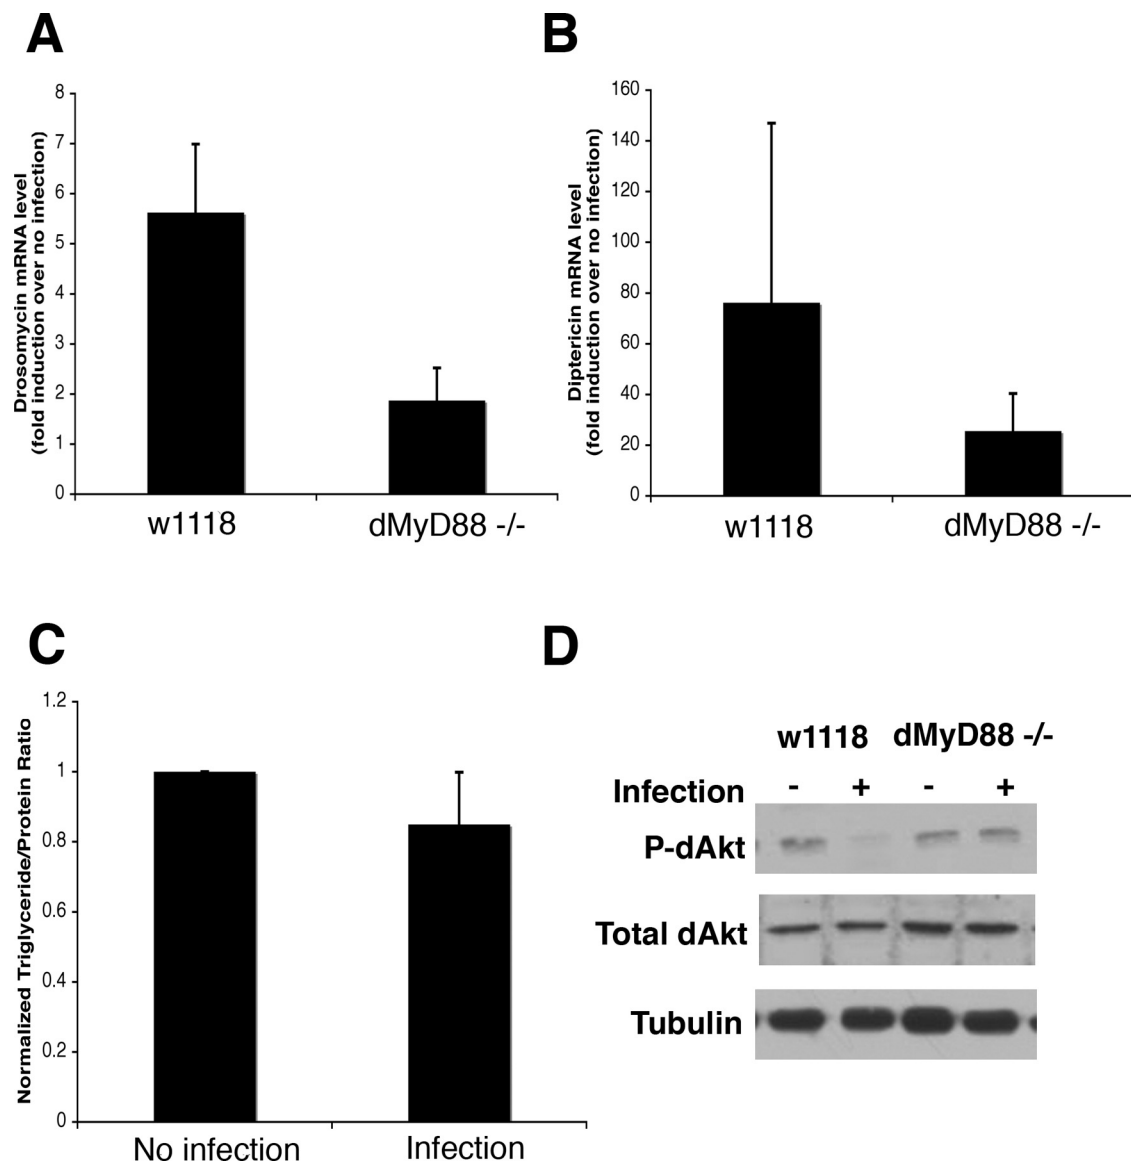 A
Drosomycin mRNA level
(fold induction over no infection)
8
7
6
5
4
3
2
1
0
w1118
dMyD88 -/-
B
Diptericin mRNA level
(fold induction over no infection)
160
140
120
100
80
60
40
20
0
w1118
dMyD88 -/-
C
Normalized Triglyceride/Protein Ratio
1.2
1
0.8
0.6
0.4
0.2
0
No infection
Infection
D
w1118 dMyD88 -/-
Infection - + - +
P-dAkt
Total dAkt
Tubulin